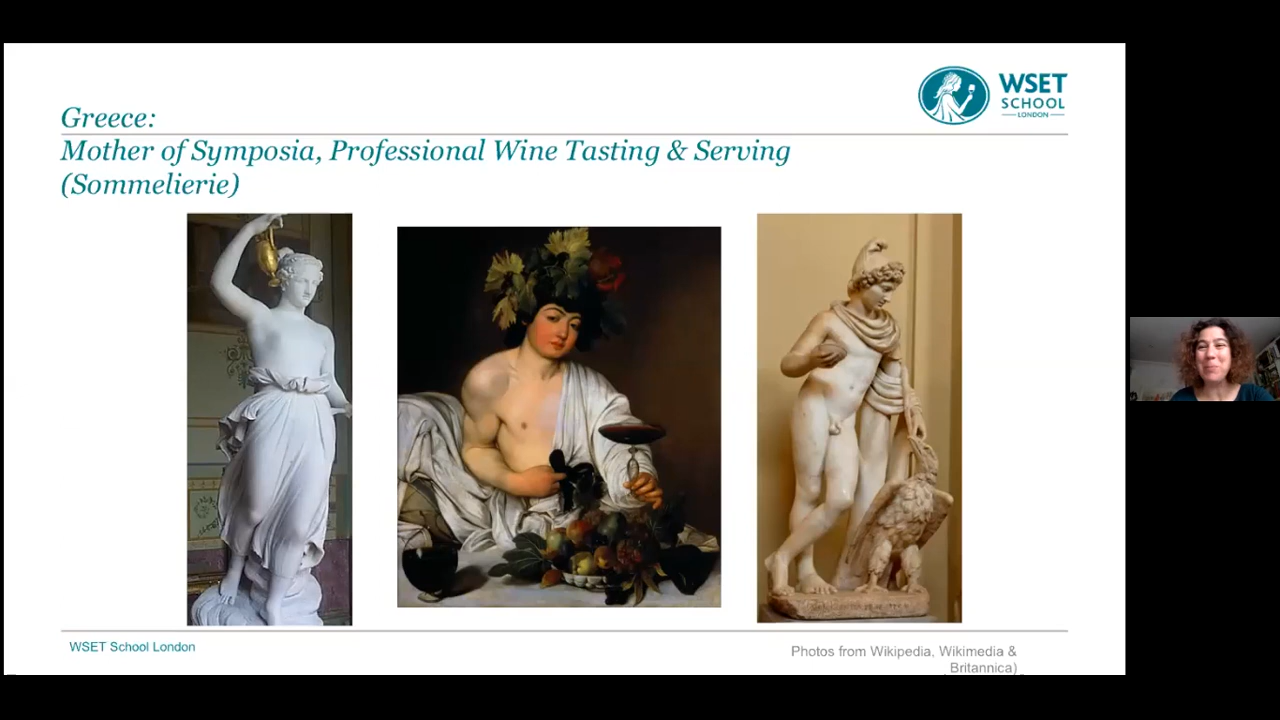 WSET
SCHOOL
LONDON
Greece:
Mother of Symposia, Professional Wine Tasting & Serving
(Sommelierie)
WSET School London
Photos from Wikipedia, Wikimedia &
Britannica)